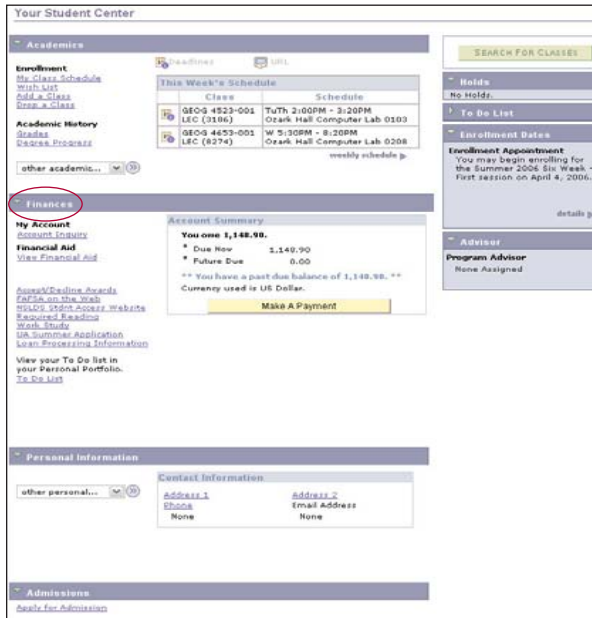 Your Student Center
Academics
Deadlines
URL
Enrollment
My Class Schedule
Wish List
Add a Class
Drop a Class
Academic History
Grades
Degree Progress
other academic...
This Week's Schedule
Class
Schedule
GEOG 4523-001
LEC (3186)
TuTh 2:00PM - 3:20PM
Ozark Hall Computer Lab 0103
GEOG 4653-001
LEC (8274)
W 5:30PM - 8:20PM
Ozark Hall Computer Lab 0208
weekly schedule
Finances
My Account
Account Inquiry
Financial Aid
View Financial Aid
Accept/Decline Awards
FAFSA on the Web
NSLDS Stdnt Access Website
Required Reading
Work Study
UA Summer Application
Loan Processing Information
View your To Do list in
your Personal Portfolio.
To Do List
Account Summary
You owe 1,148.90.
* Due Now 1,148.90
* Future Due 0.00
** You have a past due balance of 1,148.90. **
Currency used is US Dollar.
Make A Payment
Personal Information
other personal...
Contact Information
Address 1
Address 2
Phone
Email Address
None
None
Admissions
Apply for Admission
SEARCH FOR CLASSES
Holds
No Holds.
To Do List
Enrollment Dates
Enrollment Appointment
You may begin enrolling for
the Summer 2006 Six Week -
First session on April 4, 2006.
details
Advisor
Program Advisor
None Assigned